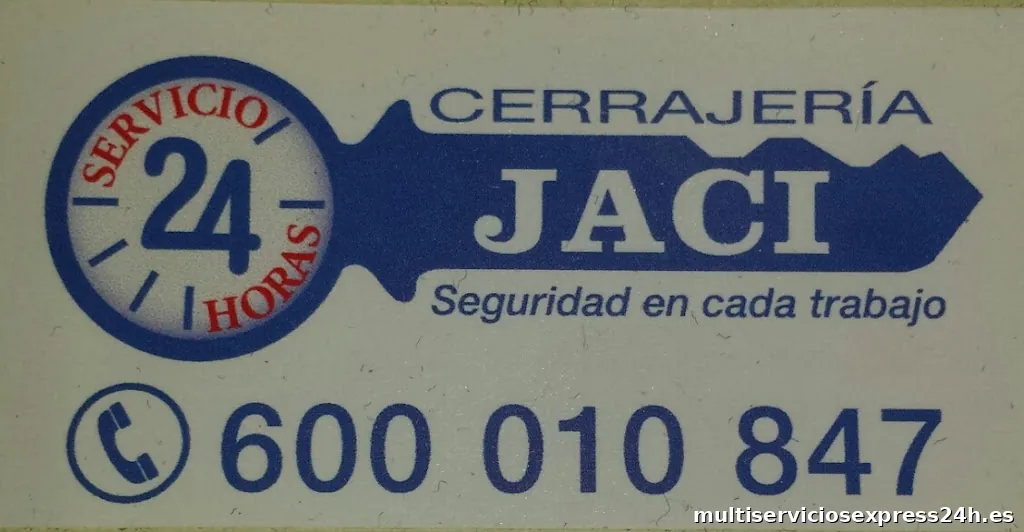 SERVICIO
24
HORAS
CERRAJERÍA
JACI
Seguridad en cada trabajo
600 010 847
multiserviciosexpress24h.es